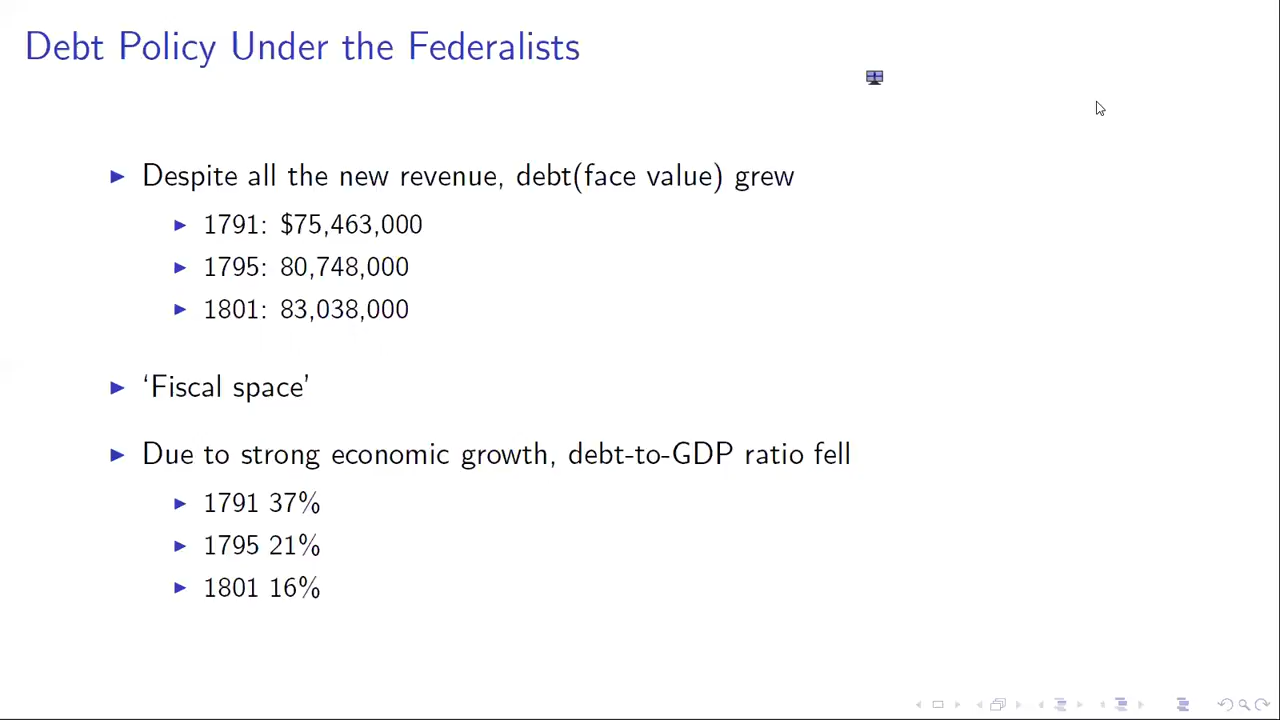 Debt Policy Under the Federalists
Despite all the new revenue, debt(face value) grew
1791: $75,463,000
1795: 80,748,000
1801: 83,038,000
‘Fiscal space’
Due to strong economic growth, debt-to-GDP ratio fell
1791 37%
1795 21%
1801 16%